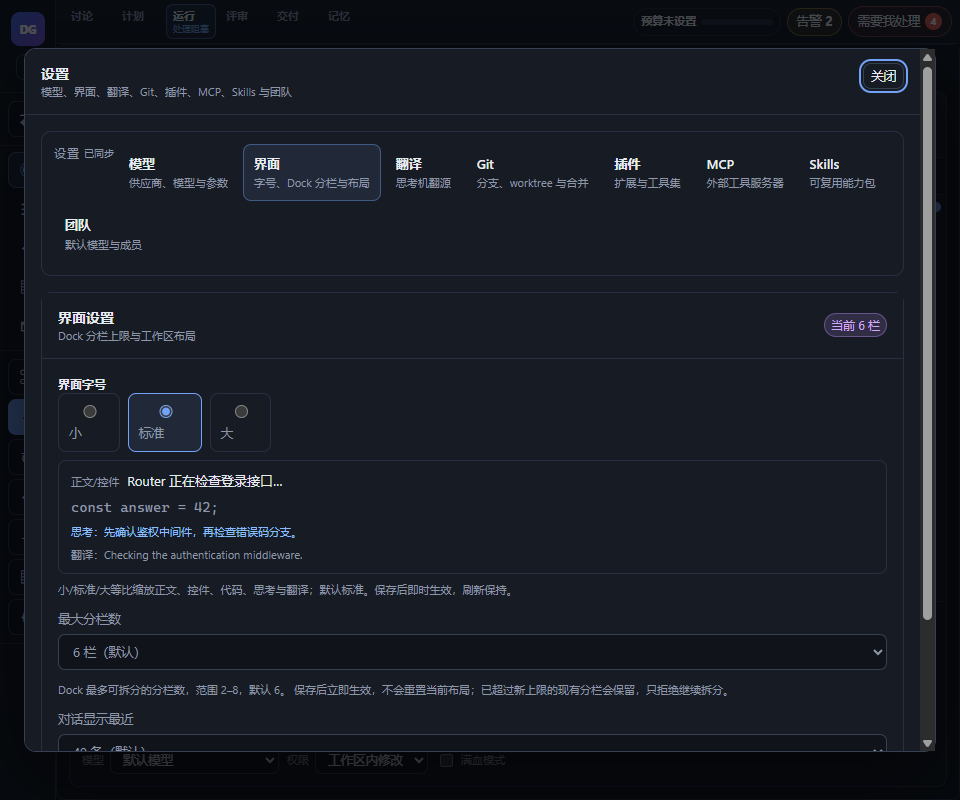 DG
讨论
计划
运行
处理阻塞
评审
交付
记忆
预算未设置
告警 2
需要我处理 4
设置
模型、界面、翻译、Git、插件、MCP、Skills 与团队
关闭
设置 已同步
模型
供应商、模型与参数
界面
字号、Dock 分栏与布局
翻译
思考机翻源
Git
分支、worktree 与合并
插件
扩展与工具集
MCP
外部工具服务器
Skills
可复用能力包
团队
默认模型与成员
界面设置
Dock 分栏上限与工作区布局
当前 6 栏
界面字号
小
标准
大
正文/控件 Router 正在检查登录接口...
const answer = 42;
思考：先确认鉴权中间件，再检查错误码分支。
翻译：Checking the authentication middleware.
小/标准/大等比缩放正文、控件、代码、思考与翻译；默认标准。保存后即时生效，刷新保持。
最大分栏数
6 栏（默认）
Dock 最多可拆分的分栏数，范围 2–8，默认 6。 保存后立即生效，不会重置当前布局；已超过新上限的现有分栏会保留，只拒绝继续拆分。
对话显示最近
40 条（默认）
模型
默认模型
权限
工作区内修改
满血模式